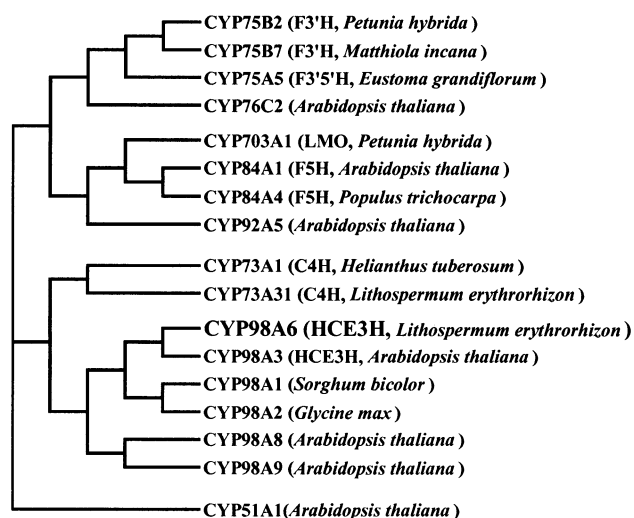 CYP75B2 (F3'H, Petunia hybrida )
CYP75B7 (F3'H, Matthiola incana )
CYP75A5 (F3'5'H, Eustoma grandiflorum )
CYP76C2 (Arabidopsis thaliana )
CYP703A1 (LMO, Petunia hybrida )
CYP84A1 (F5H, Arabidopsis thaliana )
CYP84A4 (F5H, Populus trichocarpa )
CYP92A5 (Arabidopsis thaliana )
CYP73A1 (C4H, Helianthus tuberosum )
CYP73A31 (C4H, Lithospermum erythrorhizon )
CYP98A6 (HCE3H, Lithospermum erythrorhizon )
CYP98A3 (HCE3H, Arabidopsis thaliana )
CYP98A1 (Sorghum bicolor )
CYP98A2 (Glycine max )
CYP98A8 (Arabidopsis thaliana )
CYP98A9 (Arabidopsis thaliana )
CYP51A1(Arabidopsis thaliana )